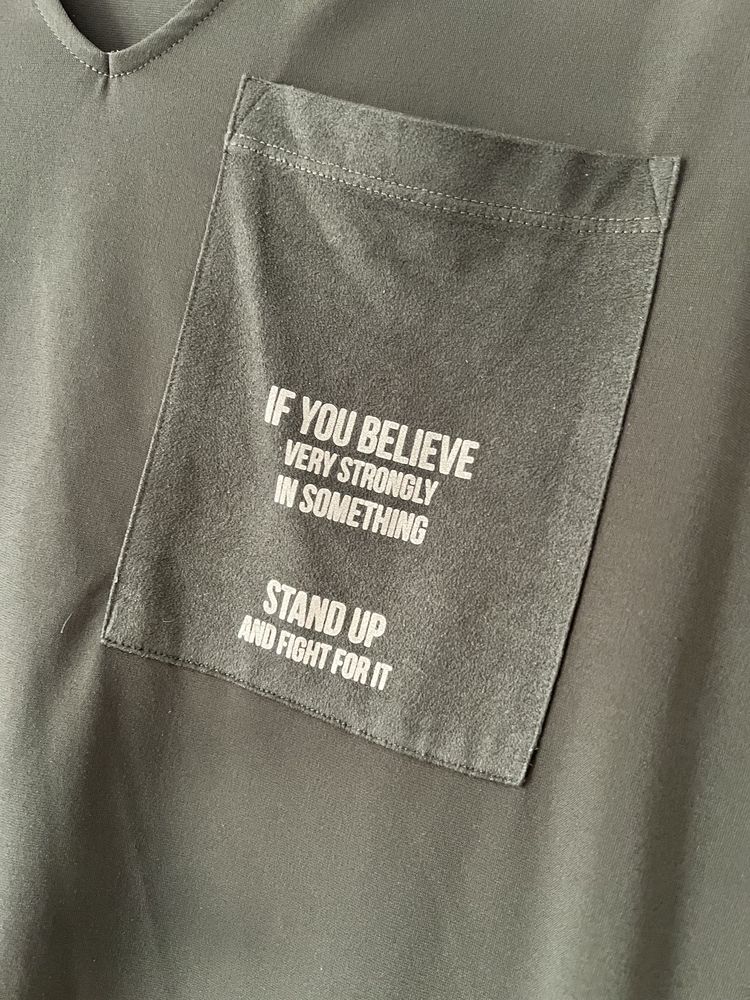 IF YOU BELIEVE
VERY STRONGLY
IN SOMETHING
STAND UP
AND FIGHT FOR IT